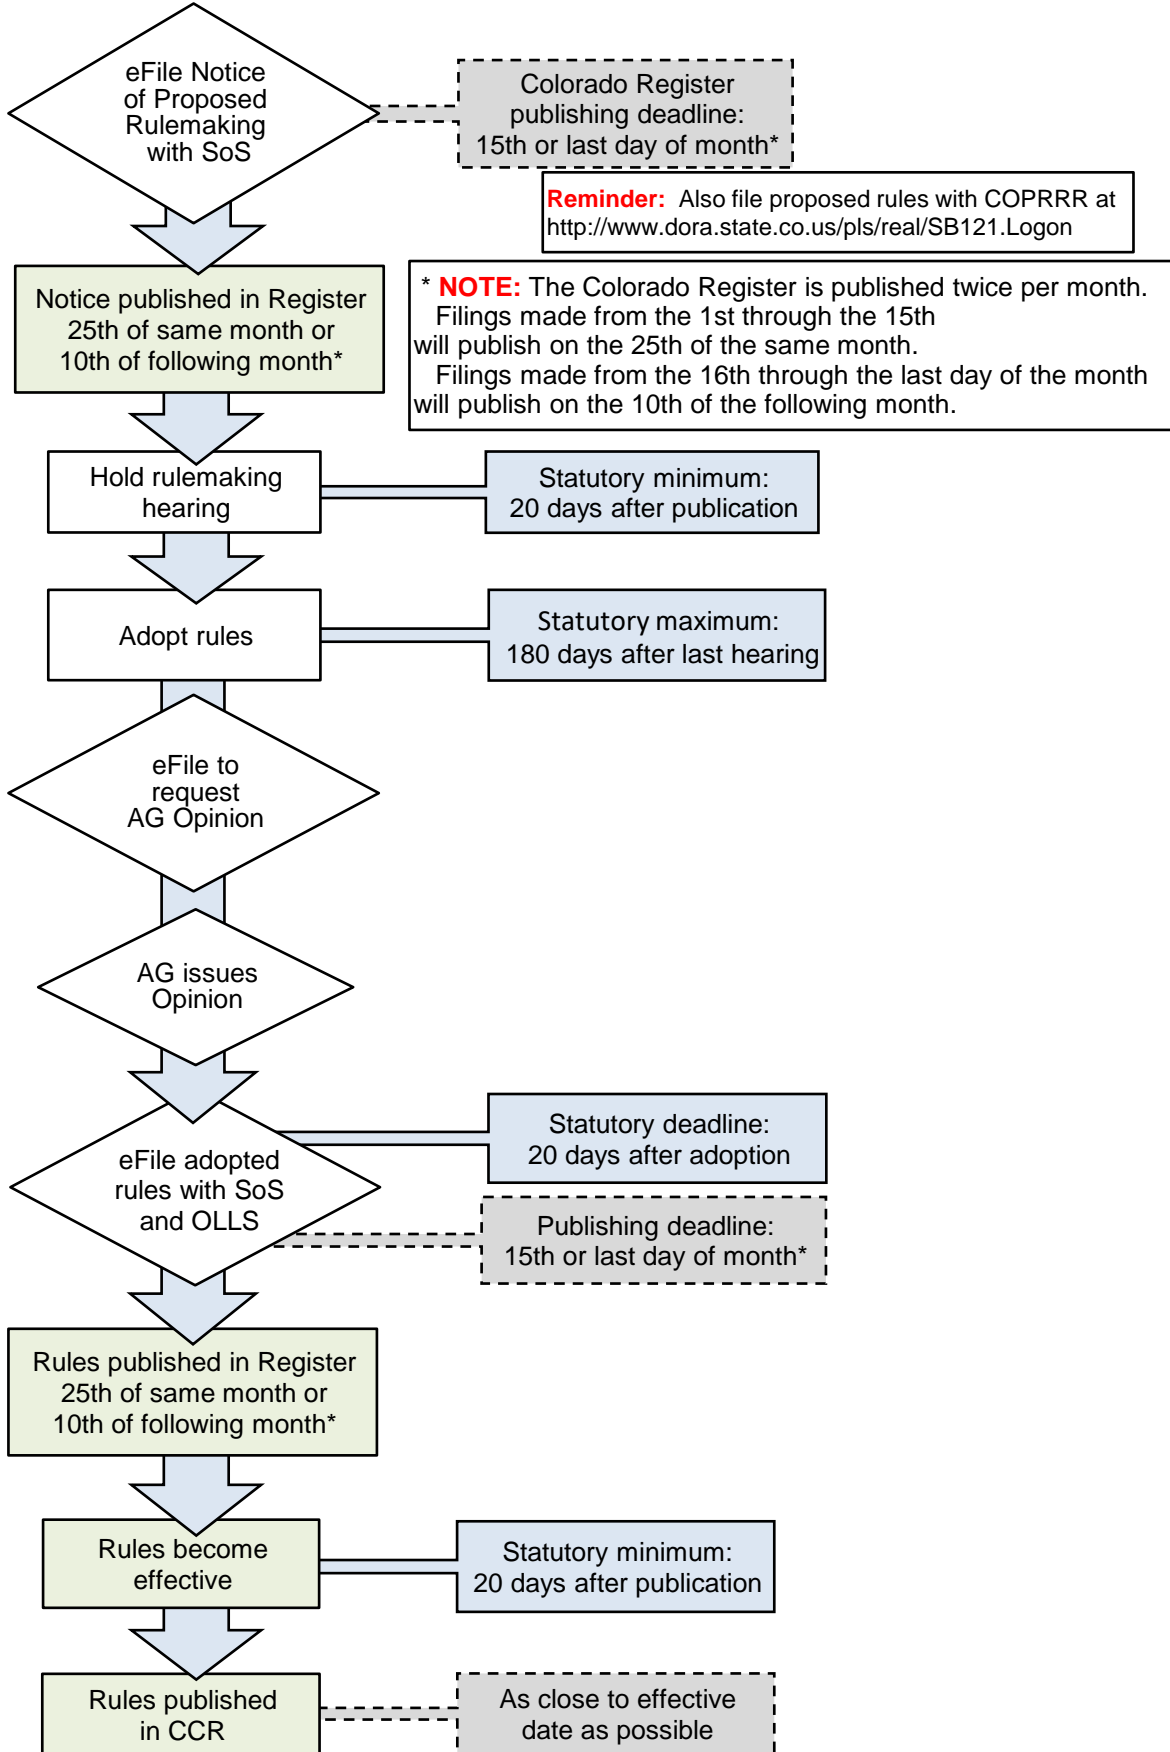 eFile Notice
of Proposed
Rulemaking
with SoS
Colorado Register
publishing deadline:
15th or last day of month*
Reminder: Also file proposed rules with COPRRR at
http://www.dora.state.co.us/pls/real/SB121.Logon
Notice published in Register
25th of same month or
10th of following month*
* NOTE: The Colorado Register is published twice per month.
Filings made from the 1st through the 15th
will publish on the 25th of the same month.
Filings made from the 16th through the last day of the month
will publish on the 10th of the following month.
Hold rulemaking
hearing
Statutory minimum:
20 days after publication
Adopt rules
Statutory maximum:
180 days after last hearing
eFile to
request
AG Opinion
AG issues
Opinion
eFile adopted
rules with SoS
and OLLS
Statutory deadline:
20 days after adoption
Publishing deadline:
15th or last day of month*
Rules published in Register
25th of same month or
10th of following month*
Rules become
effective
Statutory minimum:
20 days after publication
Rules published
in CCR
As close to effective
date as possible